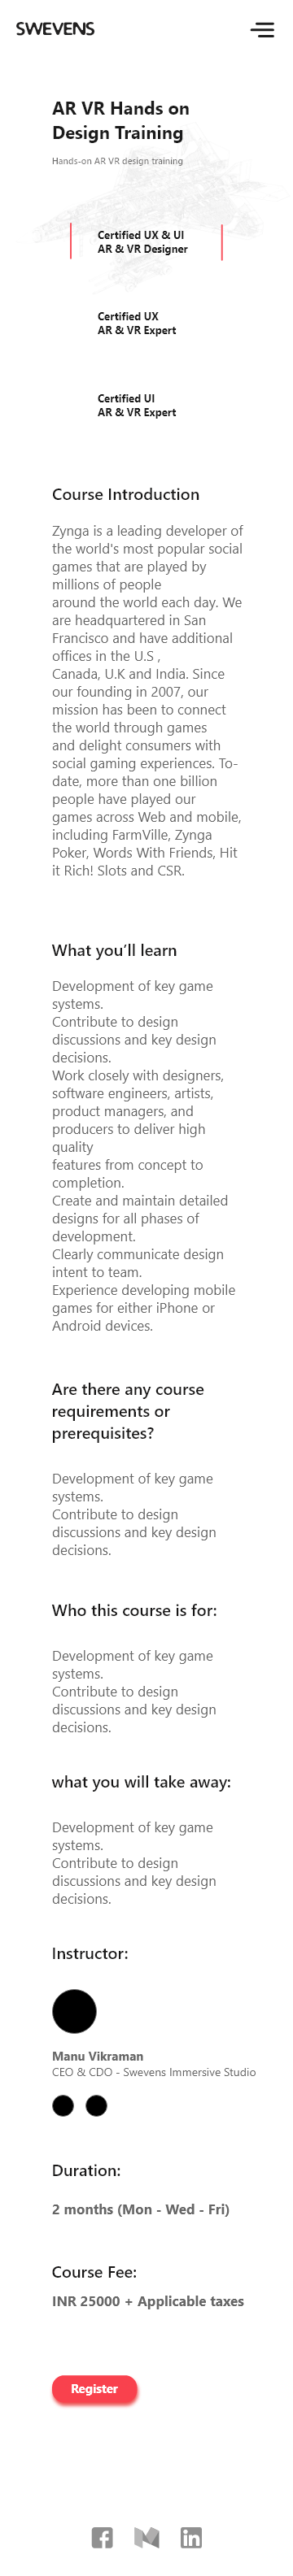 SWEVENS
AR VR Hands on
Design Training
Hands-on AR VR design training
Certified UX & UI
AR & VR Designer
Certified UX
AR & VR Expert
Certified UI
AR & VR Expert
Course Introduction
Zynga is a leading developer of
the world's most popular social
games that are played by
millions of people
around the world each day. We
are headquartered in San
Francisco and have additional
offices in the U.S ,
Canada, U.K and India. Since
our founding in 2007, our
mission has been to connect
the world through games
and delight consumers with
social gaming experiences. To-
date, more than one billion
people have played our
games across Web and mobile,
including FarmVille, Zynga
Poker, Words With Friends, Hit
it Rich! Slots and CSR.
What you’ll learn
Development of key game
systems.
Contribute to design
discussions and key design
decisions.
Work closely with designers,
software engineers, artists,
product managers, and
producers to deliver high
quality
features from concept to
completion.
Create and maintain detailed
designs for all phases of
development.
Clearly communicate design
intent to team.
Experience developing mobile
games for either iPhone or
Android devices.
Are there any course
requirements or
prerequisites?
Development of key game
systems.
Contribute to design
discussions and key design
decisions.
Who this course is for:
Development of key game
systems.
Contribute to design
discussions and key design
decisions.
what you will take away:
Development of key game
systems.
Contribute to design
discussions and key design
decisions.
Instructor:
Manu Vikraman
CEO & CDO - Swevens Immersive Studio
Duration:
2 months (Mon - Wed - Fri)
Course Fee:
INR 25000 + Applicable taxes
Register